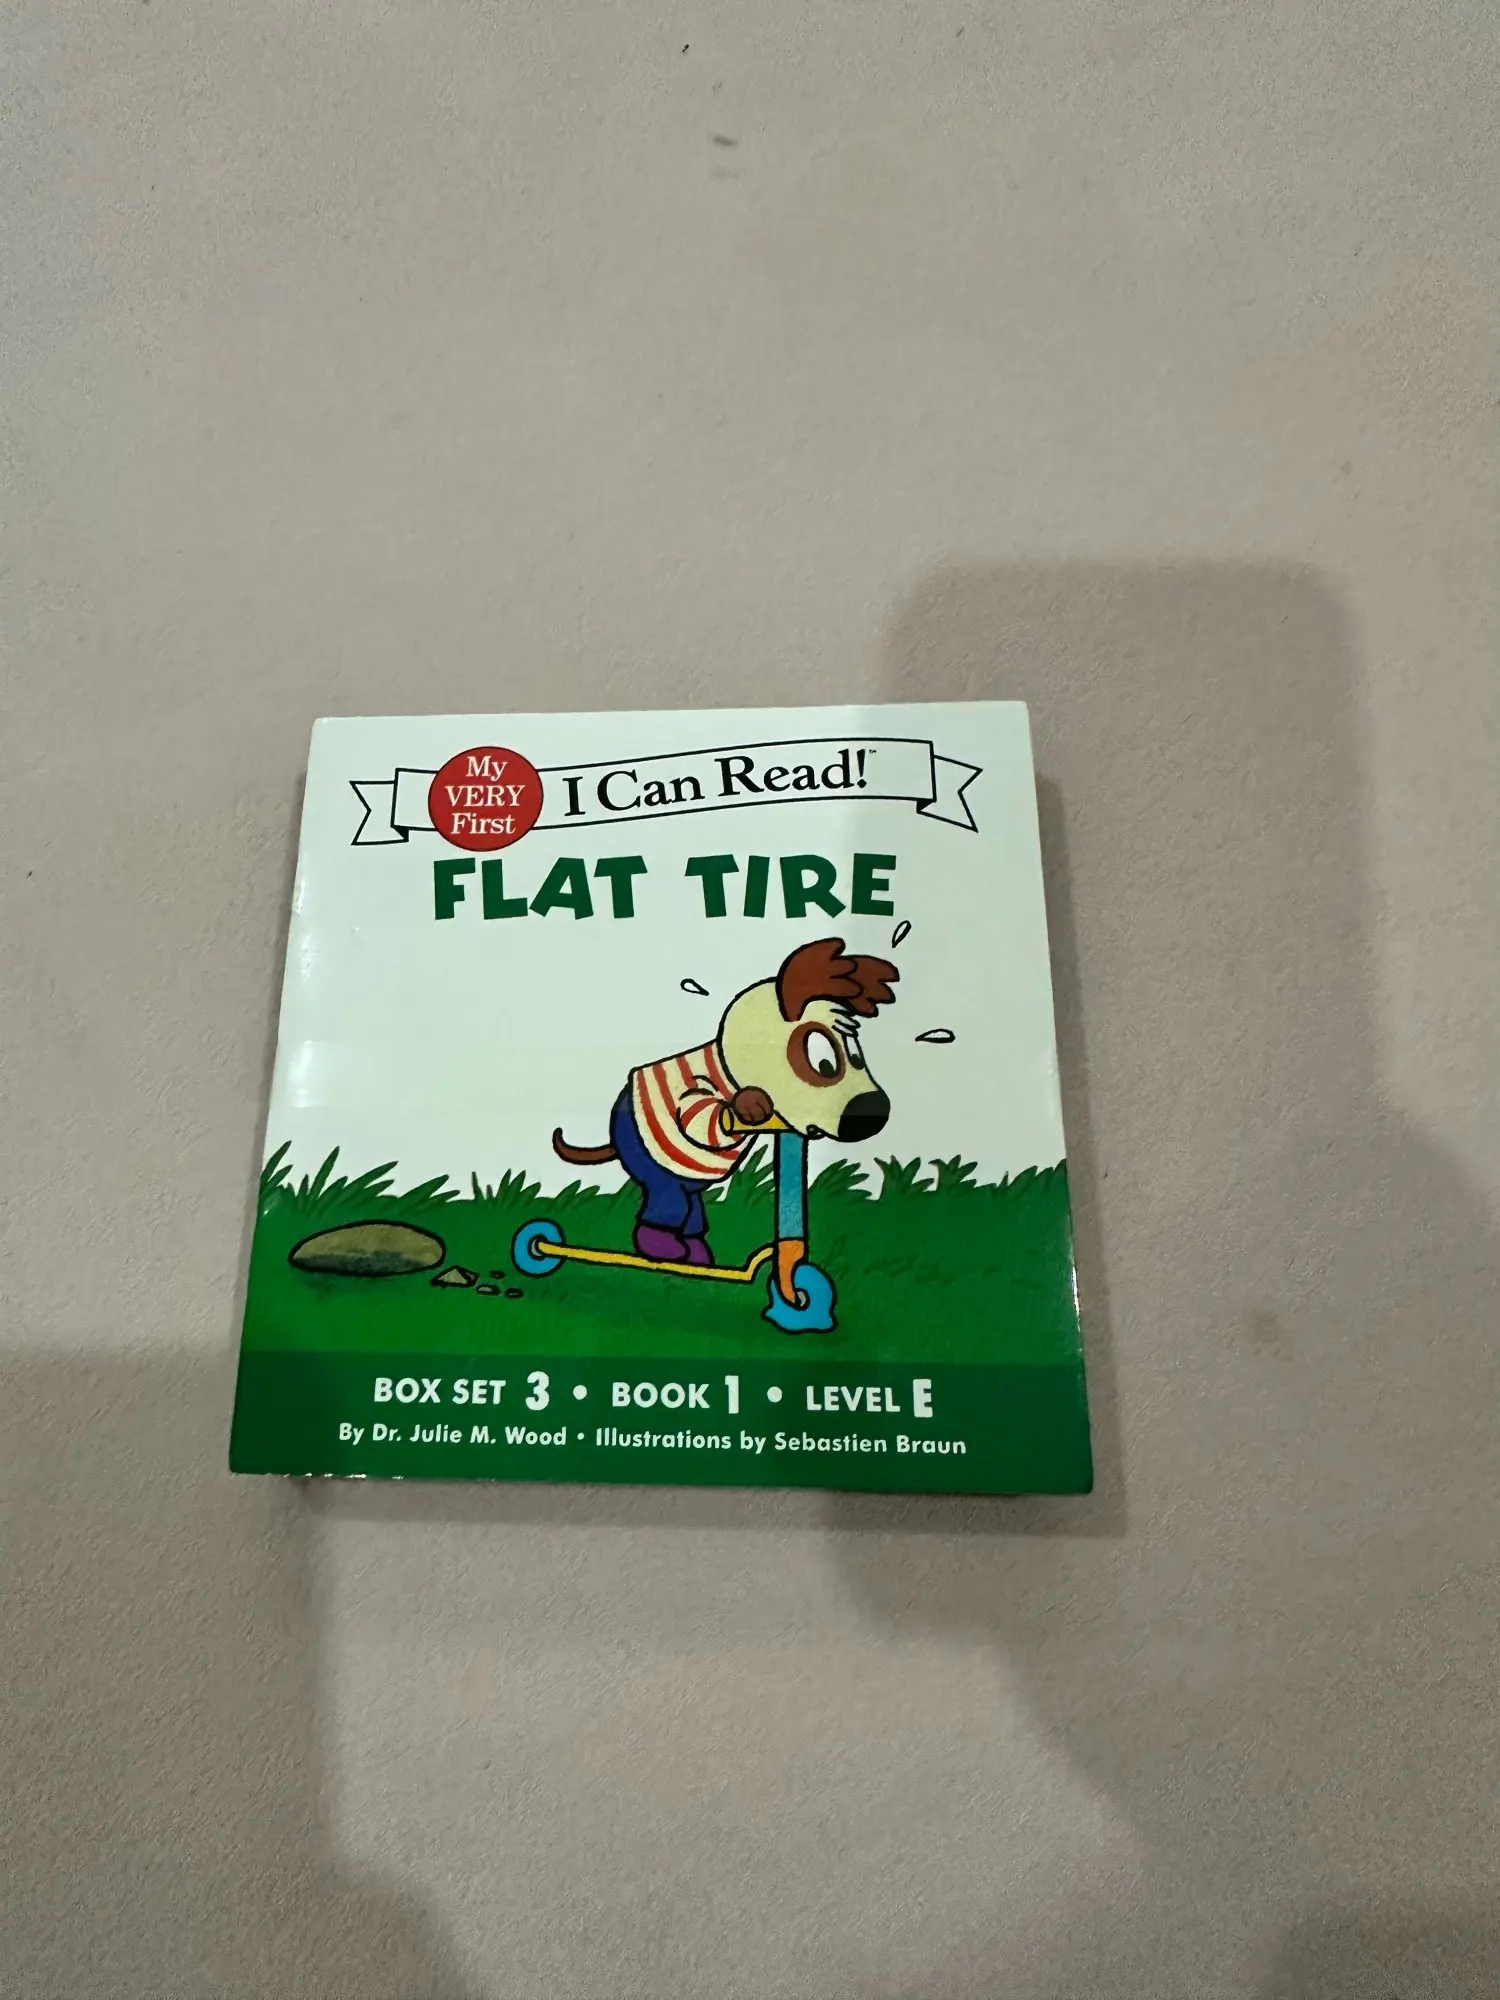 My
VERY
First
I Can Read!™
FLAT TIRE
BOX SET 3 • BOOK 1 • LEVEL E
By Dr. Julie M. Wood • Illustrations by Sebastien Braun